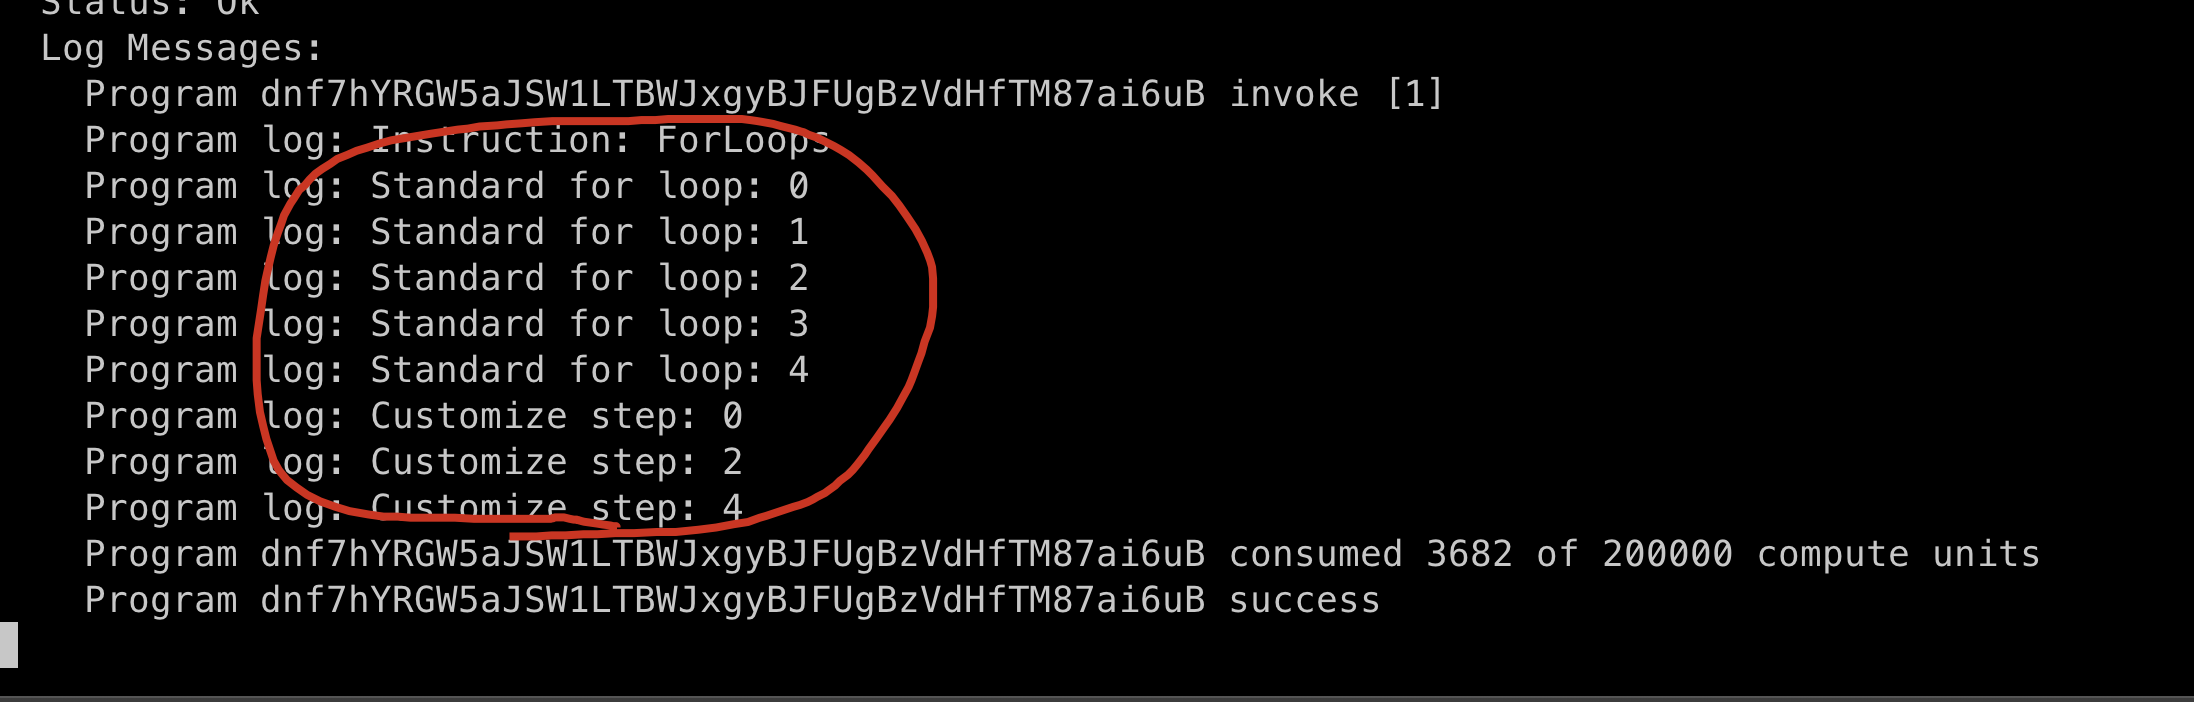 Status: Ok
Log Messages:
Program dnf7hYRGW5aJSW1LTBWJxgyBJFUgBzVdHfTM87ai6uB invoke [1]
Program log: Instruction: ForLoops
Program log: Standard for loop: 0
Program log: Standard for loop: 1
Program log: Standard for loop: 2
Program log: Standard for loop: 3
Program log: Standard for loop: 4
Program log: Customize step: 0
Program log: Customize step: 2
Program log: Customize step: 4
Program dnf7hYRGW5aJSW1LTBWJxgyBJFUgBzVdHfTM87ai6uB consumed 3682 of 200000 compute units
Program dnf7hYRGW5aJSW1LTBWJxgyBJFUgBzVdHfTM87ai6uB success